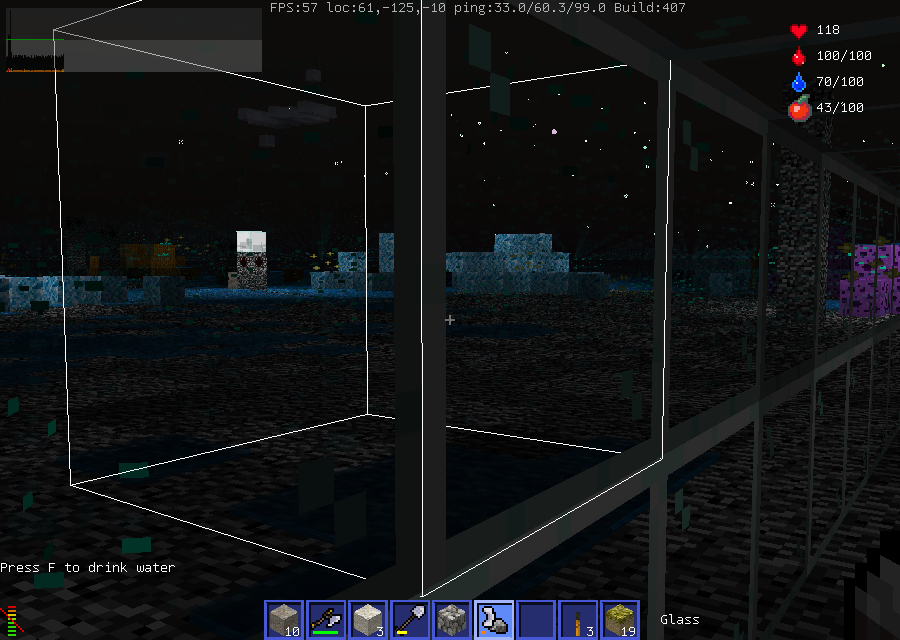 FPS:57 loc:61,-125,-10 ping:33.0/60.3/99.0 Build:407
118
100/100
70/100
43/100
Press F to drink water
10
3
3
19
Glass